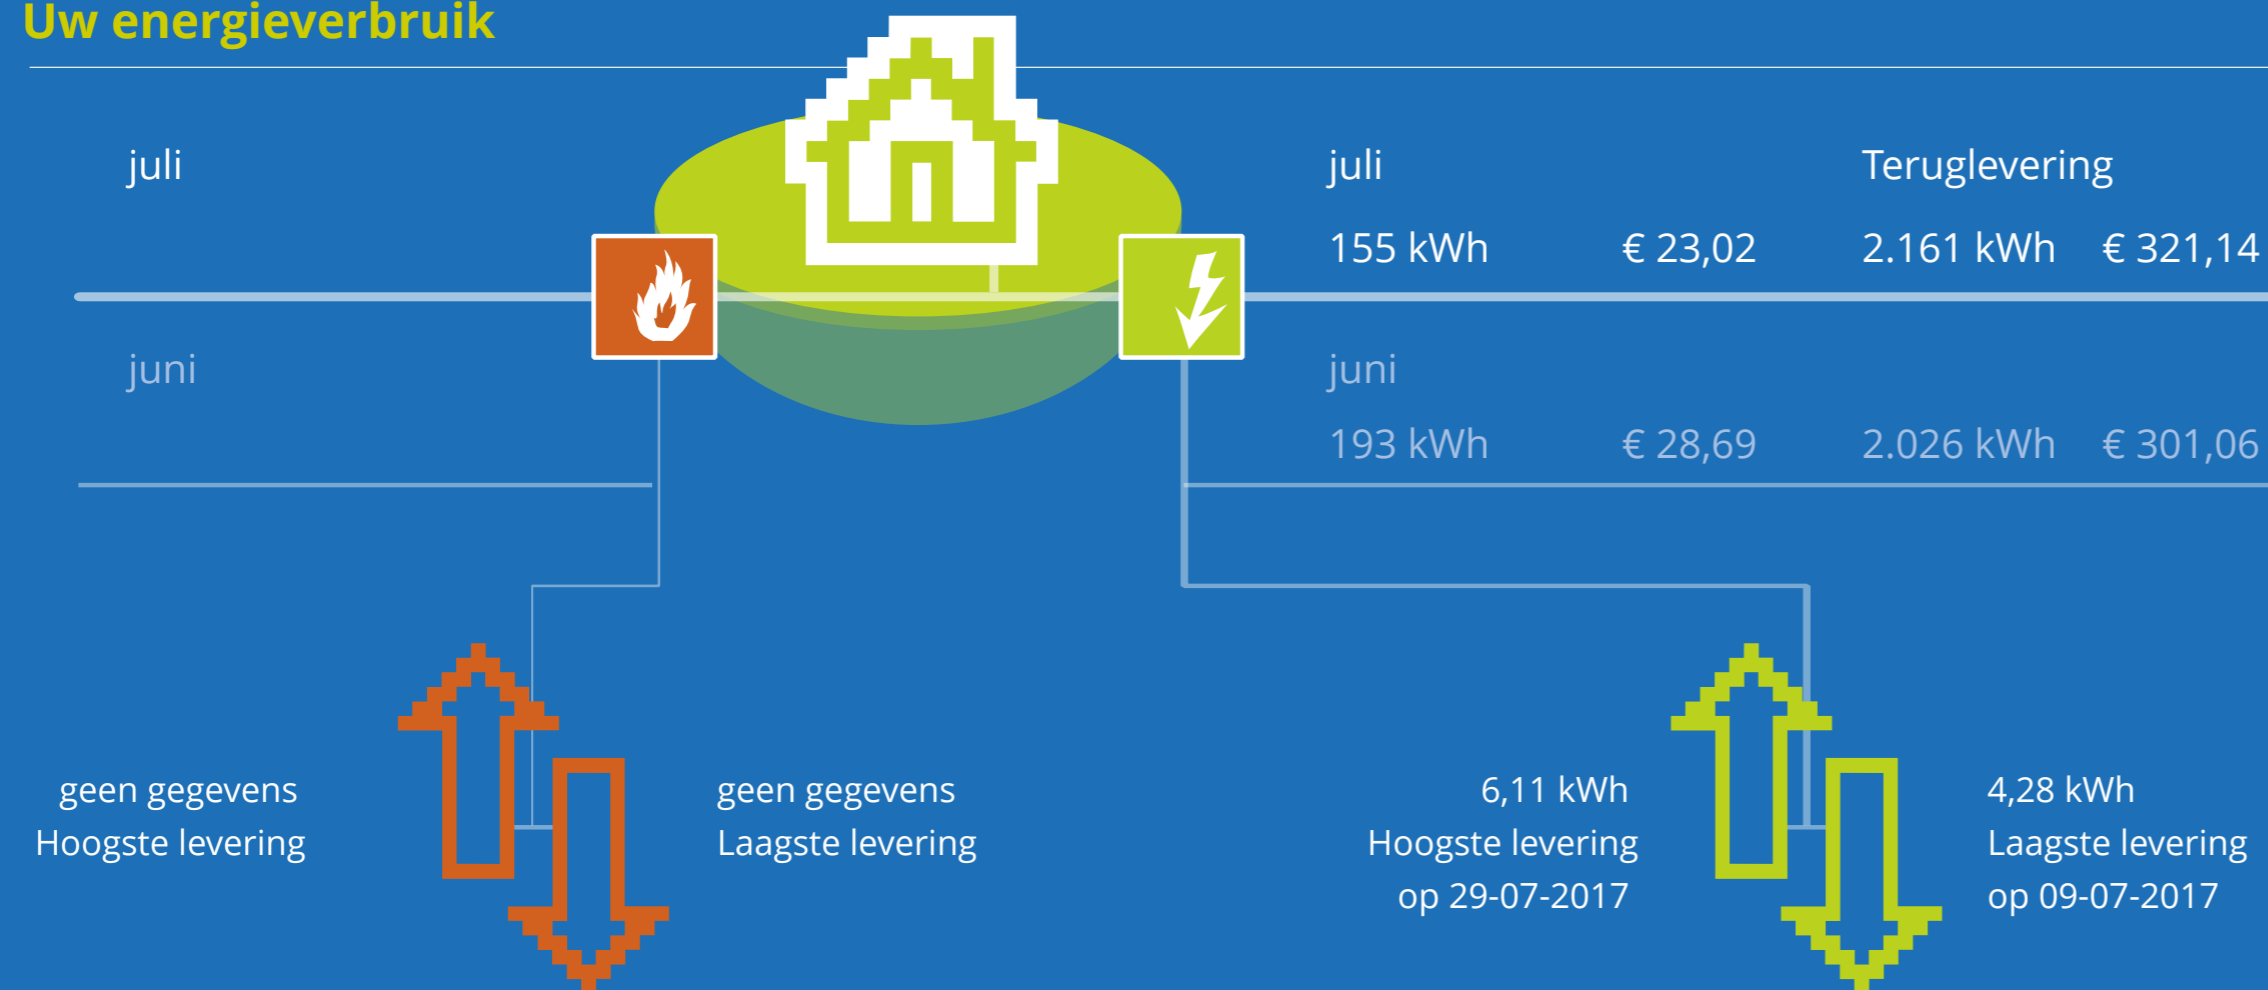 Uw energieverbruik
juli
juli Teruglevering
155 kWh € 23,02 2.161 kWh € 321,14
juni
juni
193 kWh € 28,69 2.026 kWh € 301,06
geen gegevens
Hoogste levering
geen gegevens
Laagste levering
6,11 kWh
Hoogste levering
op 29-07-2017
4,28 kWh
Laagste levering
op 09-07-2017